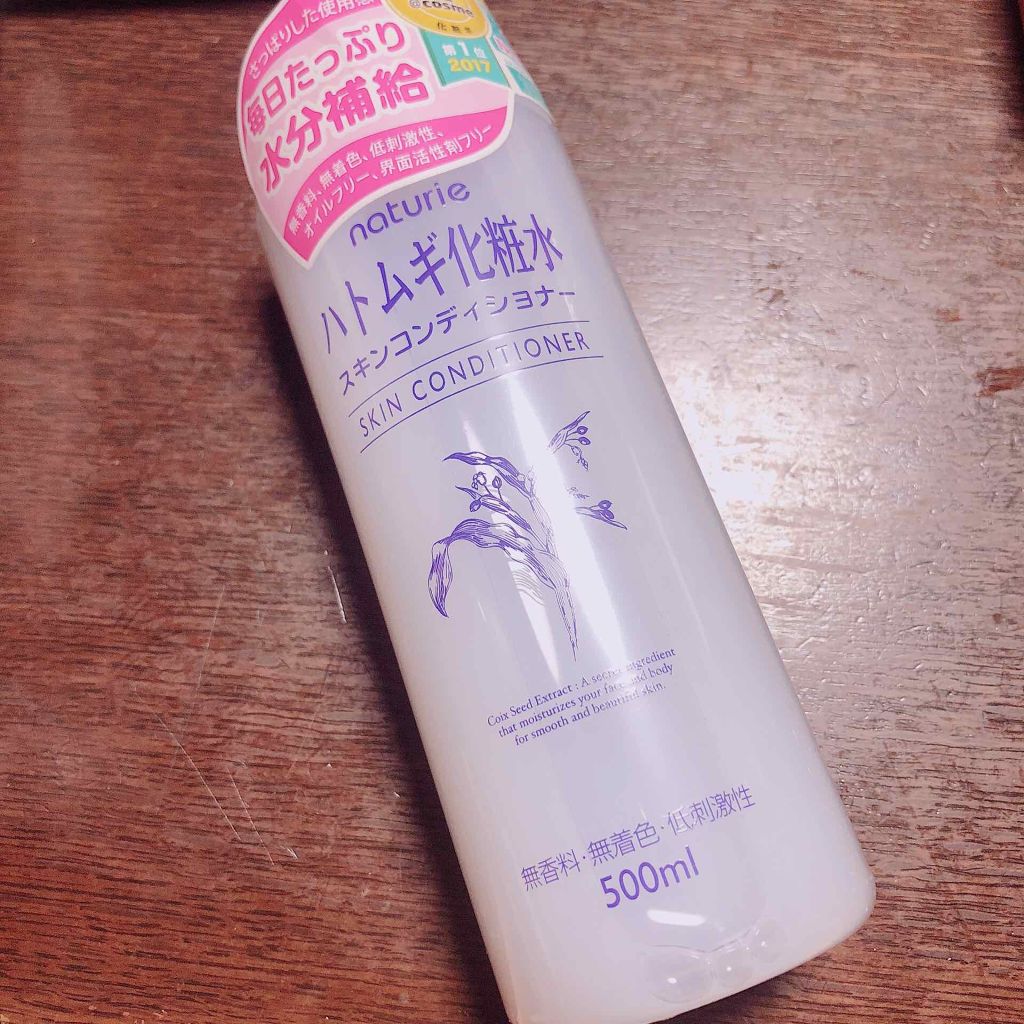 さっぱりした使用感
毎日たっぷり
水分補給
無香料、無着色、低刺激性、
オイルフリー、界面活性剤フリー
@cosme
化粧水
第1位
2017
naturie
ハトムギ化粧水
スキンコンディショナー
SKIN CONDITIONER
Coix Seed Extract : A secret ingredient
that moisturizes your face and body
for smooth and beautiful skin.
無香料・無着色・低刺激性
500ml